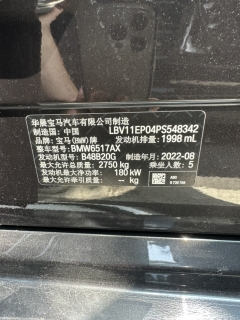 华晨宝马汽车有限公司制造
制造国：中国 LBV11EP04PS548342
品牌：宝马(BMW)牌 发动机排量：1998 mL
整车型号：BMW6517AX
发动机型号：B48B20G 制造年月：2022-08
最大允许总质量：2750 kg 乘坐人数：5
发动机最大净功率：180 kW
最大允许牵引质量：-- kg